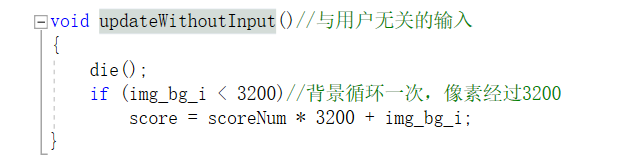 void updateWithoutInput()//与用户无关的输入
{
die();
if (img_bg_i < 3200)//背景循环一次，像素经过3200
score = scoreNum * 3200 + img_bg_i;
}